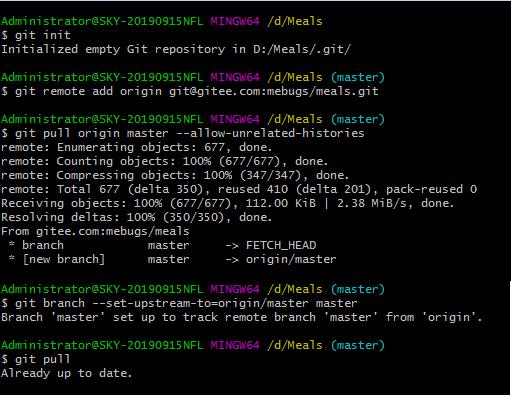 Administrator@SKY-20190915NFL MINGW64 /d/Meals
$ git init
Initialized empty Git repository in D:/Meals/.git/
Administrator@SKY-20190915NFL MINGW64 /d/Meals (master)
$ git remote add origin git@gitee.com:mebugs/meals.git
Administrator@SKY-20190915NFL MINGW64 /d/Meals (master)
$ git pull origin master --allow-unrelated-histories
remote: Enumerating objects: 677, done.
remote: Counting objects: 100% (677/677), done.
remote: Compressing objects: 100% (347/347), done.
remote: Total 677 (delta 350), reused 410 (delta 201), pack-reused 0
Receiving objects: 100% (677/677), 112.00 KiB | 2.38 MiB/s, done.
Resolving deltas: 100% (350/350), done.
From gitee.com:mebugs/meals
 * branch            master     -> FETCH_HEAD
 * [new branch]      master     -> origin/master
Administrator@SKY-20190915NFL MINGW64 /d/Meals (master)
$ git branch --set-upstream-to=origin/master master
Branch 'master' set up to track remote branch 'master' from 'origin'.
Administrator@SKY-20190915NFL MINGW64 /d/Meals (master)
$ git pull
Already up to date.